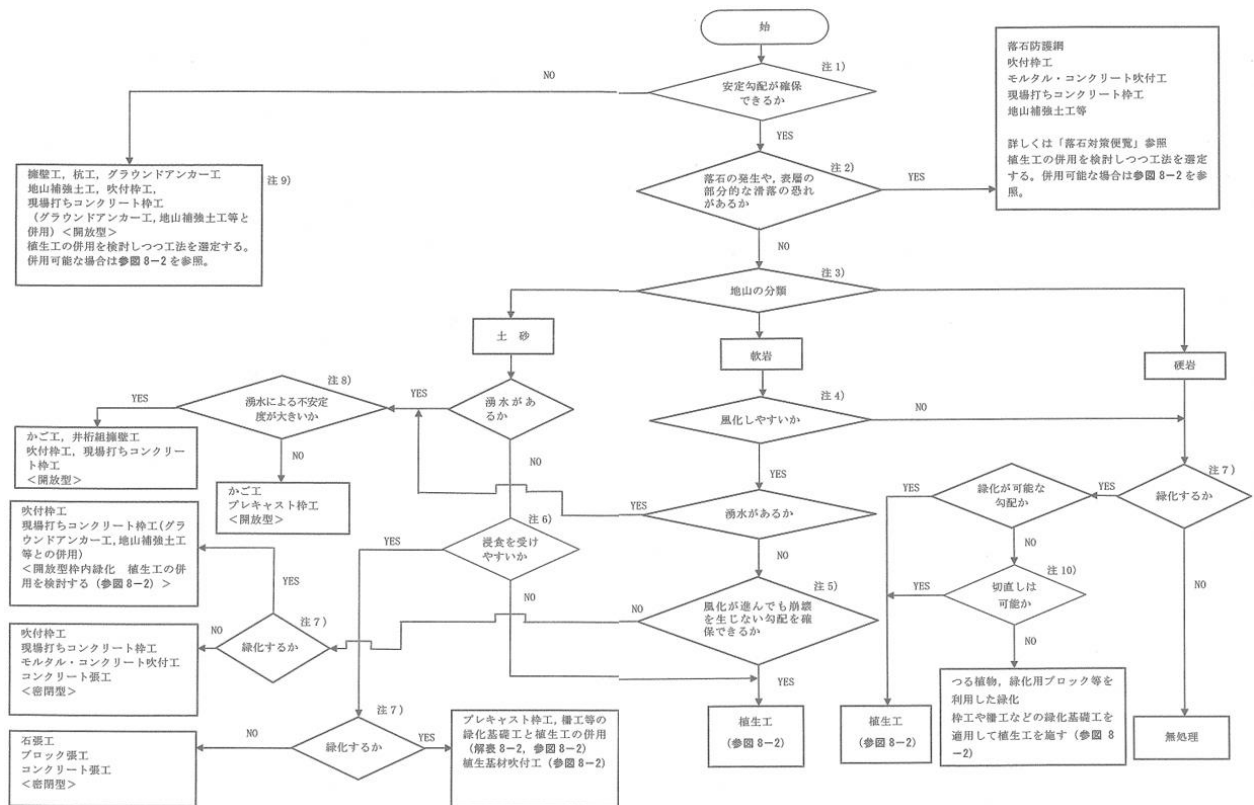 始
注 1)
安定勾配が確保
できるか
NO
YES
擁壁工, 杭工, グラウンドアンカー工
地山補強土工, 吹付枠工,
現場打ちコンクリート枠工
(グラウンドアンカー工, 地山補強土工等と
併用) <開放型>
植生工の併用を検討しつつ工法を選定する。
併用可能な場合は参図 8-2 を参照。
注 9)
注 2)
落石の発生や, 表層の
部分的な滑落の恐れ
があるか
YES
NO
落石防護網
吹付枠工
モルタル・コンクリート吹付工
現場打ちコンクリート枠工
地山補強土工等
詳しくは「落石対策便覧」参照
植生工の併用を検討しつつ工法を選定
する。併用可能な場合は参図 8-2 を参
照。
注 3)
地山の分類
土 砂
軟岩
硬岩
湧水があ
るか
YES
NO
注 8)
湧水による不安定
度が大きいか
YES
NO
かご工, 井桁組擁壁工
吹付枠工, 現場打ちコンクリー
ト枠工
<開放型>
かご工
プレキャスト枠工
<開放型>
注 4)
風化しやすいか
NO
YES
湧水があるか
YES
NO
注 6)
浸食を受け
やすいか
YES
NO
注 5)
風化が進んでも崩壊
を生じない勾配を確
保できるか
NO
YES
注 7)
緑化するか
YES
NO
吹付枠工
現場打ちコンクリート枠工(グラ
ウンドアンカー工, 地山補強土工
等との併用)
<開放型枠内緑化 植生工の併
用を検討する (参図 8-2) >
吹付枠工
現場打ちコンクリート枠工
モルタル・コンクリート吹付工
コンクリート張工
<密閉型>
注 7)
緑化するか
NO
YES
石張工
ブロック張工
コンクリート張工
<密閉型>
プレキャスト枠工, 柵工等の
緑化基礎工と植生工の併用
(解表 8-2, 参図 8-2)
植生基材吹付工 (参図 8-2)
植生工
(参図 8-2)
注 7)
緑化するか
YES
NO
緑化が可能な
勾配か
YES
NO
注 10)
切直しは
可能か
YES
NO
植生工
(参図 8-2)
つる植物, 緑化用ブロック等を
利用した緑化
枠工や柵工などの緑化基礎工を
適用して植生工を施す (参図 8
-2)
無処理